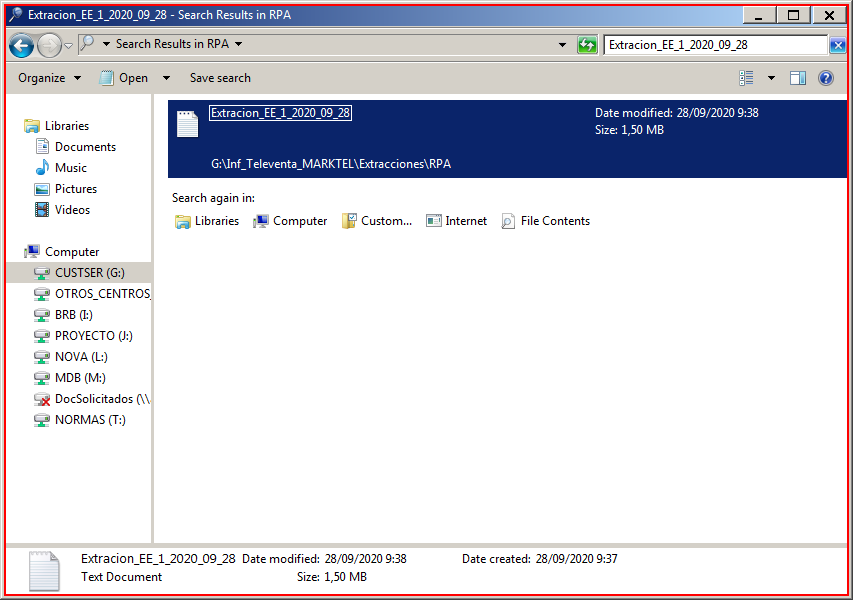 Extracion_EE_1_2020_09_28 - Search Results in RPA
Search Results in RPA
Extracion_EE_1_2020_09_28
Organize
Open
Save search
Libraries
Documents
Music
Pictures
Videos
Computer
CUSTSER (G:)
OTROS_CENTROS_
BRB (I:)
PROYECTO (J:)
NOVA (L:)
MDB (M:)
DocSolicitados (\\
NORMAS (T:)
Extracion_EE_1_2020_09_28
Date modified: 28/09/2020 9:38
Size: 1,50 MB
G:\Inf_Televenta_MARKTEL\Extracciones\RPA
Search again in:
Libraries Computer Custom... Internet File Contents
Extracion_EE_1_2020_09_28 Date modified: 28/09/2020 9:38 Date created: 28/09/2020 9:37
Text Document Size: 1,50 MB